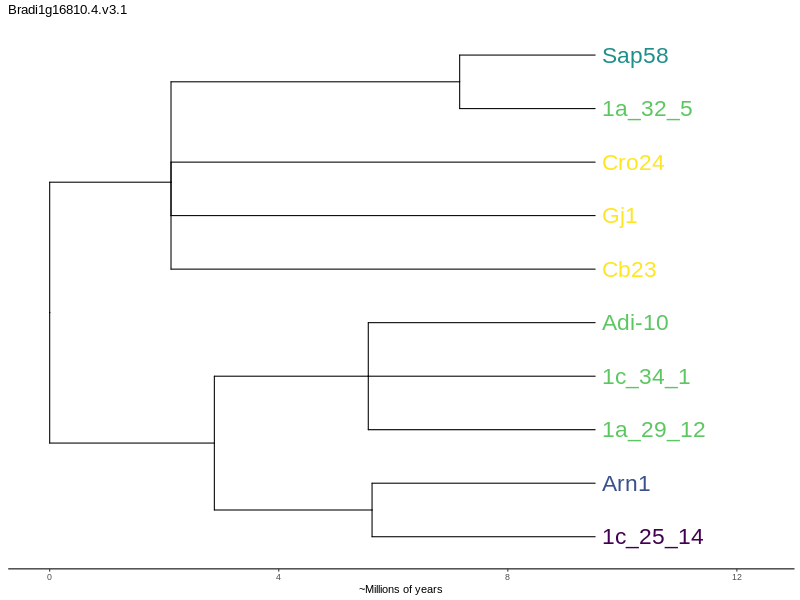 Bradi1g16810.4.v3.1
Sap58
1a_32_5
Cro24
Gj1
Cb23
Adi-10
1c_34_1
1a_29_12
Arn1
1c_25_14
0 4 8 12
~Millions of years